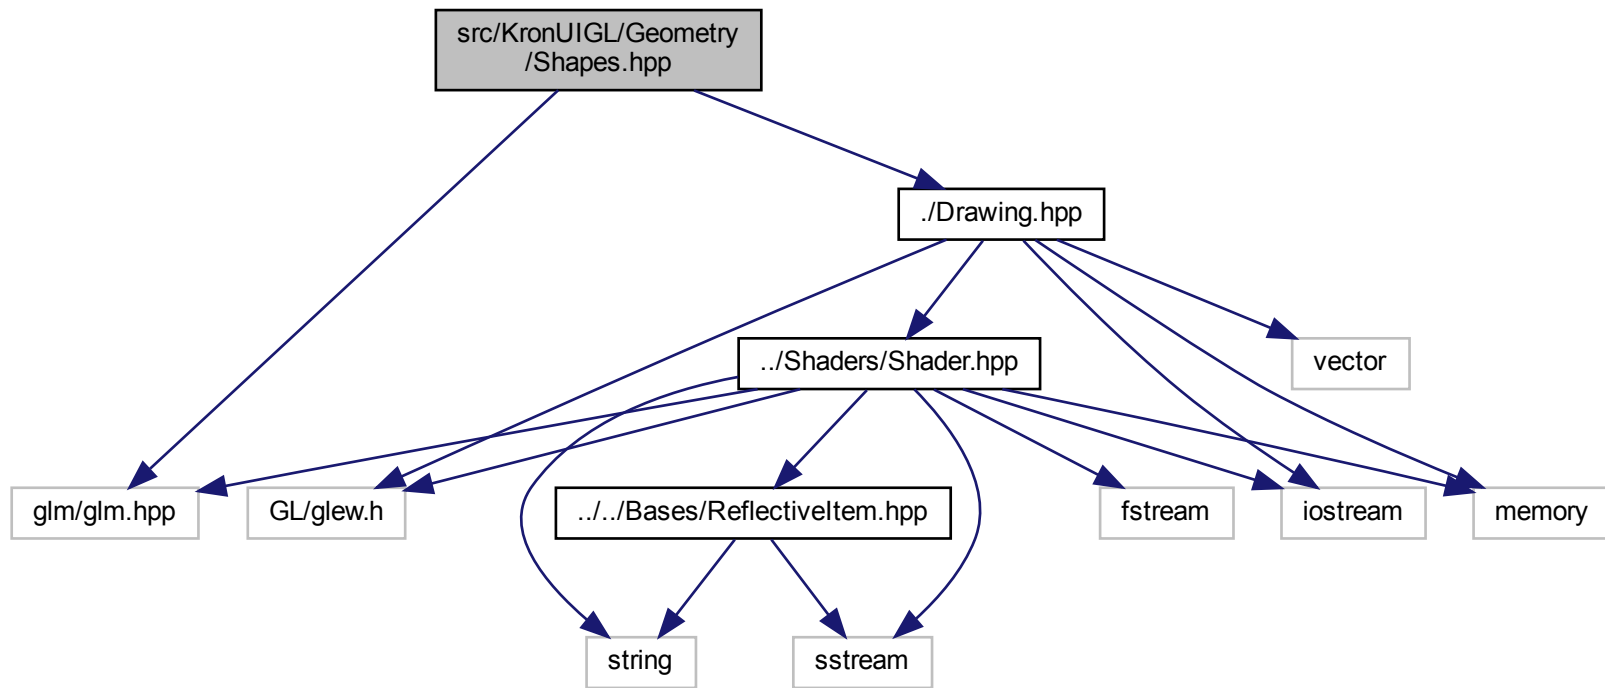 src/KronUIGL/Geometry
/Shapes.hpp
./Drawing.hpp
../Shaders/Shader.hpp
vector
glm/glm.hpp
GL/glew.h
../../Bases/ReflectiveItem.hpp
fstream
iostream
memory
string
sstream